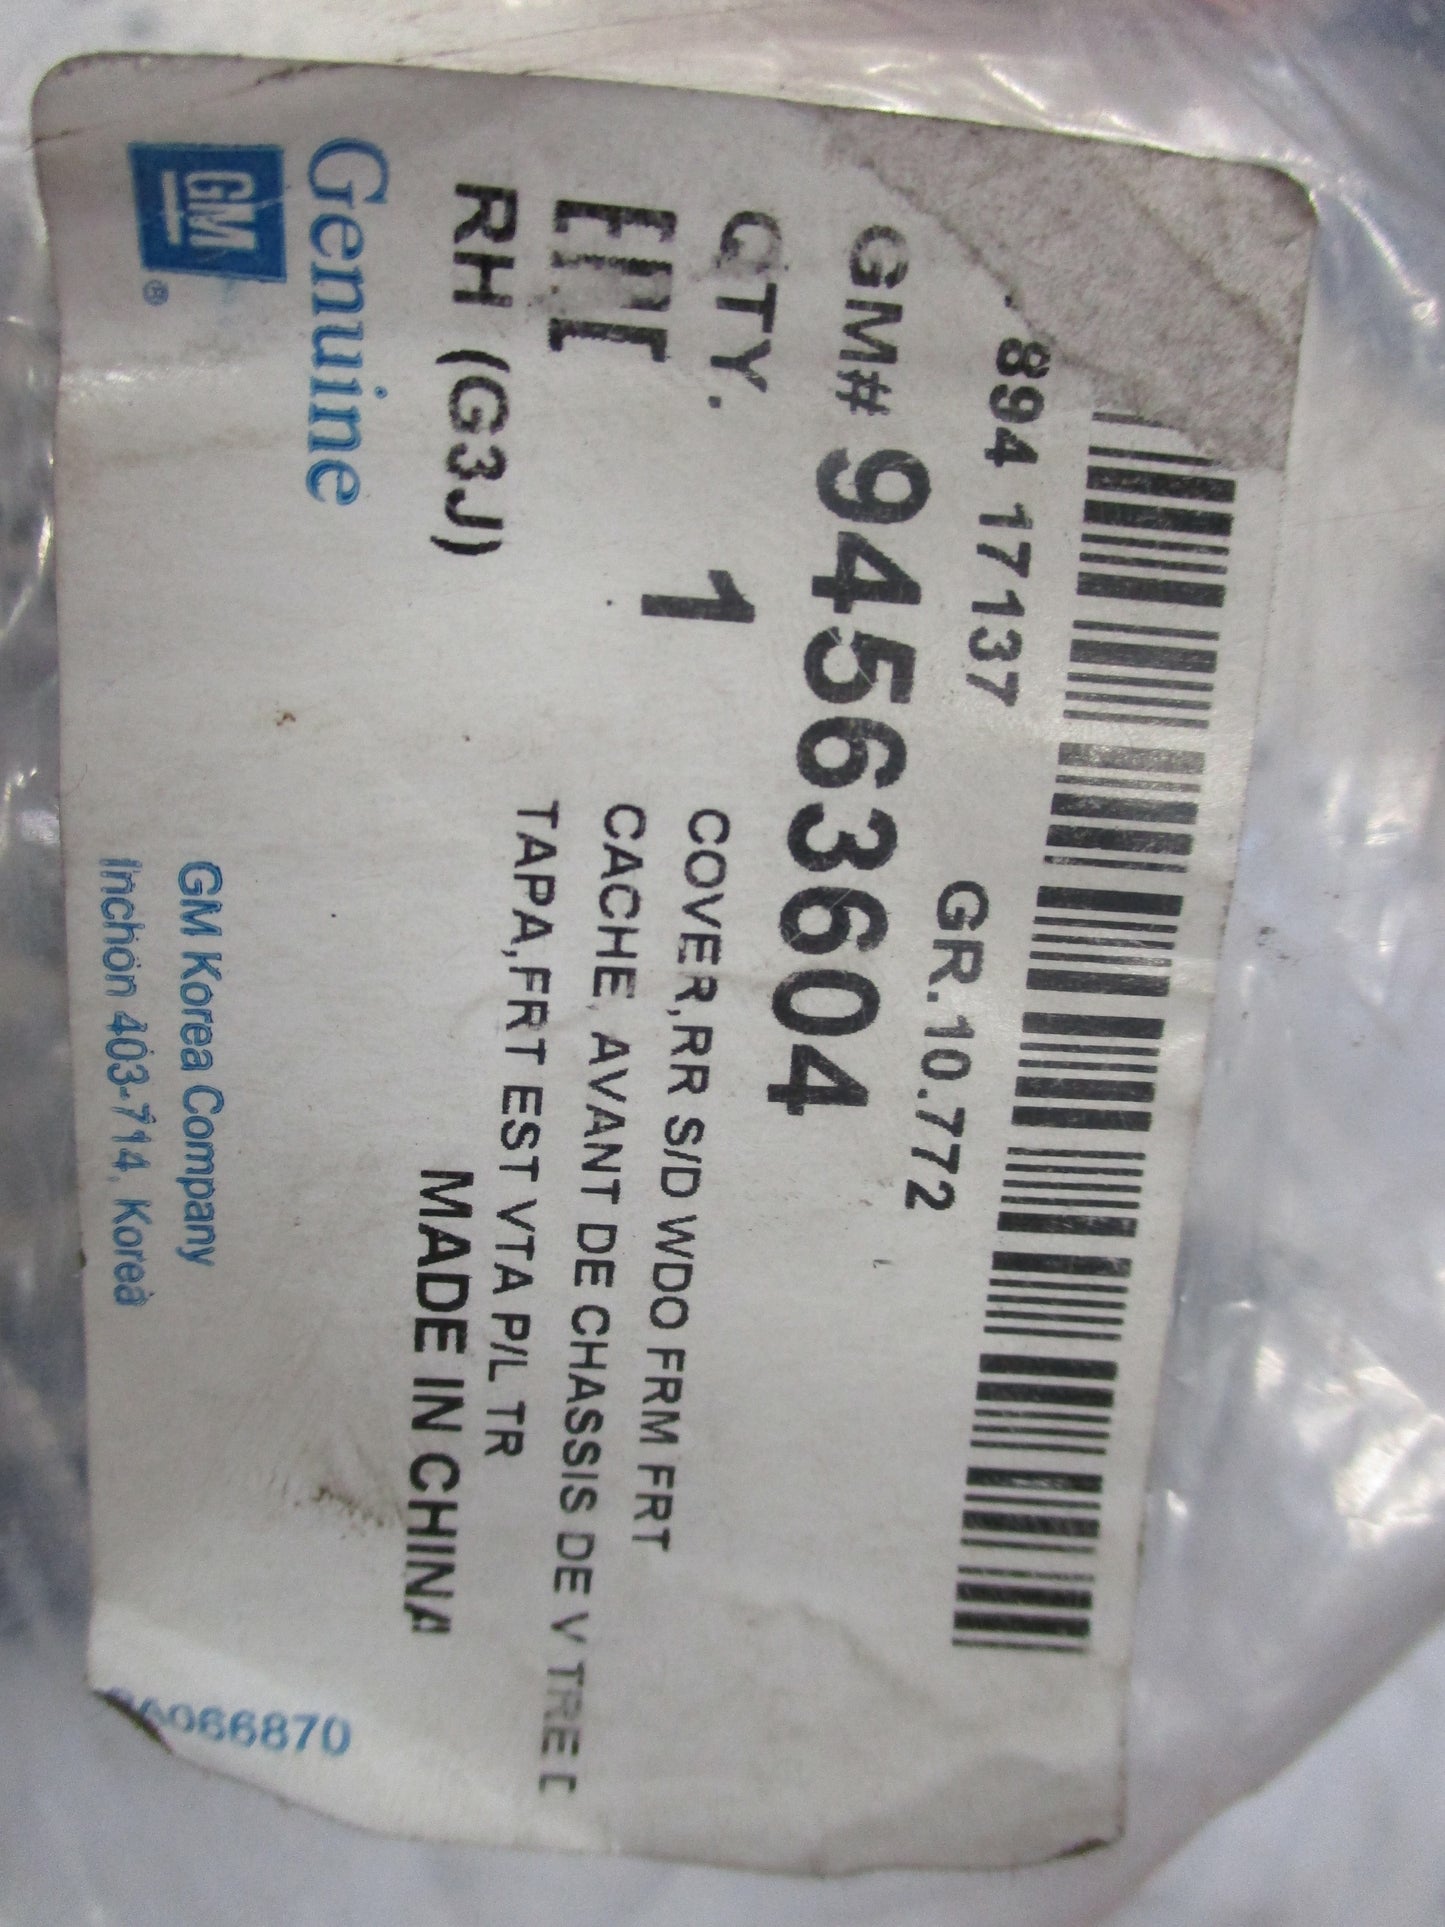 894 17137
GR.10.772
GM# 94563604
QTY. 1
COVER,RR S/D WDO FRM FRT
CACHE, AVANT DE CHASSIS DE V TRE
TAPA,FRT EST VTA P/L TR
RH (G3J)
MADE IN CHINA
Genuine
GM
®
GM Korea Company
Inchon 403-714, Korea
066870